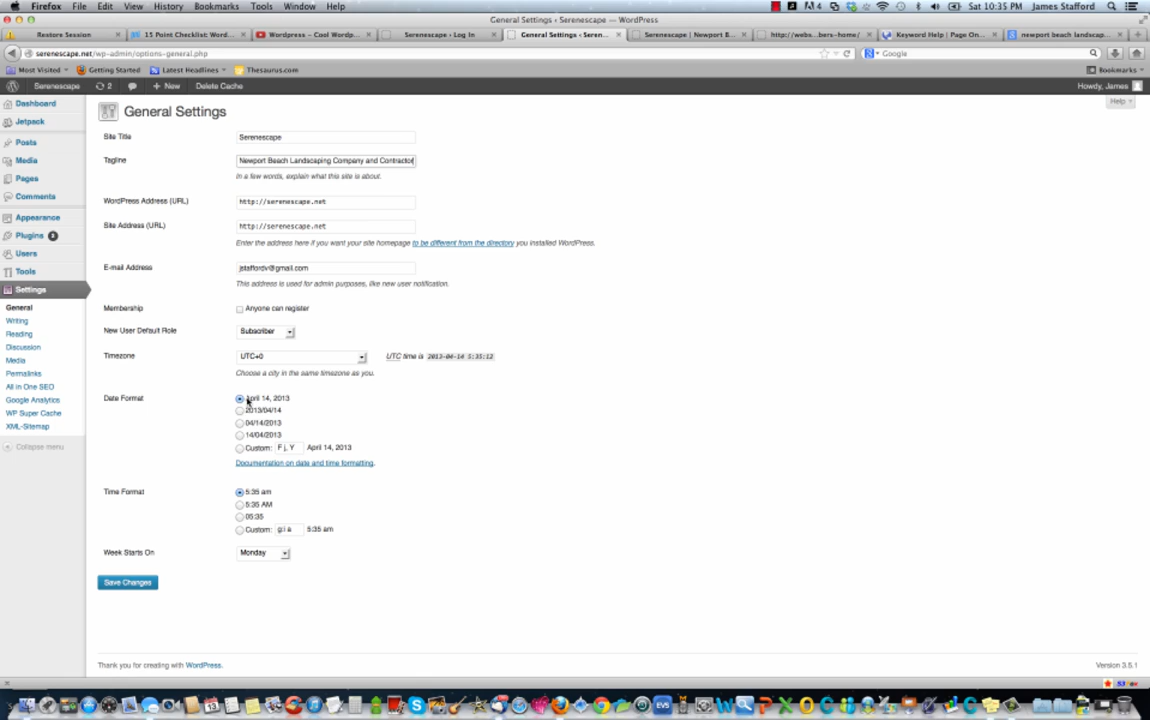 Firefox File Edit View History Bookmarks Tools Window Help 4 Sat 10:35 PM James Stafford
General Settings ‹ Serenescape — WordPress
Restore Session 15 Point Checklist: Word... Wordpress – Cool Wordp... Serenescape › Log In General Settings ‹ Seren... Serenescape | Newport B... http://webs...bers-home/ Keyword Help | Page On... newport beach landscap...
serenescape.net/wp-admin/options-general.php Google
Most Visited Getting Started Latest Headlines Thesaurus.com Bookmarks
Serenescape 2 + New Delete Cache Howdy, James
Help
Dashboard
Jetpack
Posts
Media
Pages
Comments
Appearance
Plugins
Users
Tools
Settings
General
Writing
Reading
Discussion
Media
Permalinks
All in One SEO
Google Analytics
WP Super Cache
XML-Sitemap
Collapse menu
General Settings
Site Title Serenescape
Tagline Newport Beach Landscaping Company and Contractor
In a few words, explain what this site is about.
WordPress Address (URL) http://serenescape.net
Site Address (URL) http://serenescape.net
Enter the address here if you want your site homepage to be different from the directory you installed WordPress.
E-mail Address jstaffordv@gmail.com
This address is used for admin purposes, like new user notification.
Membership Anyone can register
New User Default Role Subscriber
Timezone UTC+0 UTC time is 2013-04-14 5:35:12
Choose a city in the same timezone as you.
Date Format April 14, 2013
2013/04/14
04/14/2013
14/04/2013
Custom: F j, Y April 14, 2013
Documentation on date and time formatting.
Time Format 5:35 am
5:35 AM
05:35
Custom: g:i a 5:35 am
Week Starts On Monday
Save Changes
Thank you for creating with WordPress. Version 3.5.1